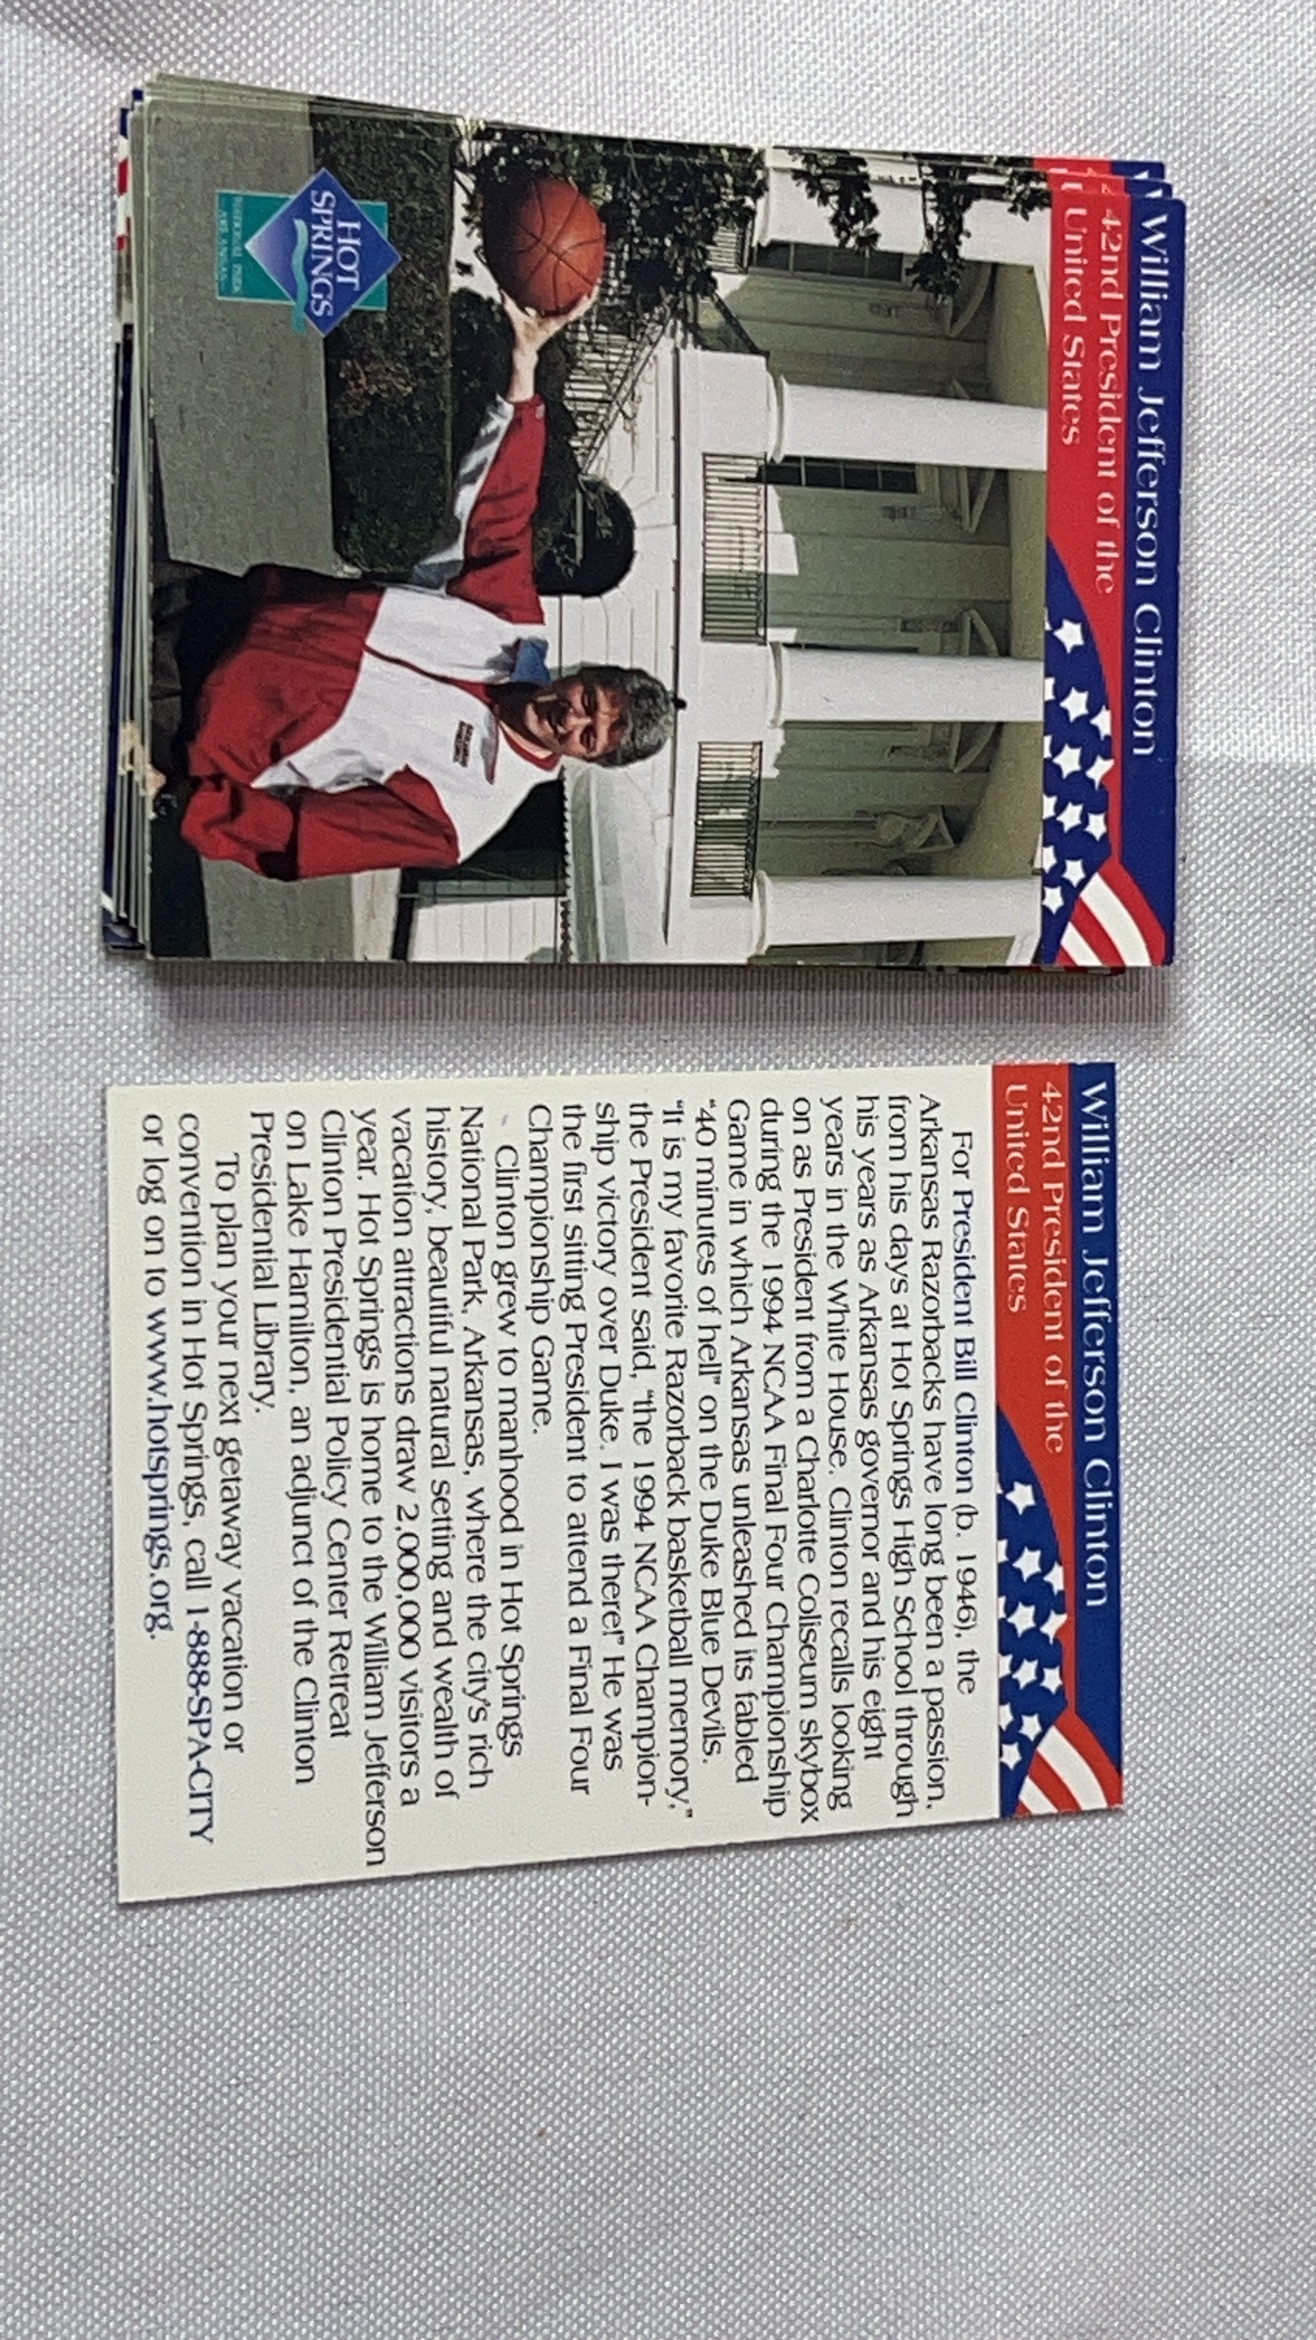 William Jefferson Clinton
42nd President of the
United States
HOT
SPRINGS
William Jefferson Clinton
42nd President of the
United States
For President Bill Clinton (b. 1946), the
Arkansas Razorbacks have long been a passion,
from his days at Hot Springs High School through
his years as Arkansas governor and his eight
years in the White House. Clinton recalls looking
on as President from a Charlotte Coliseum skybox
during the 1994 NCAA Final Four Championship
Game in which Arkansas unleashed its fabled
“40 minutes of hell” on the Duke Blue Devils.
“It is my favorite Razorback basketball memory,”
the President said, “the 1994 NCAA Champion-
ship victory over Duke. I was there!” He was
the first sitting President to attend a Final Four
Championship Game.
Clinton grew to manhood in Hot Springs
National Park, Arkansas, where the city’s rich
history, beautiful natural setting and wealth of
vacation attractions draw 2,000,000 visitors a
year. Hot Springs is home to the William Jefferson
Clinton Presidential Policy Center Retreat
on Lake Hamilton, an adjunct of the Clinton
Presidential Library.
To plan your next getaway vacation or
convention in Hot Springs, call 1-888-SPA-CITY
or log on to www.hotsprings.org.